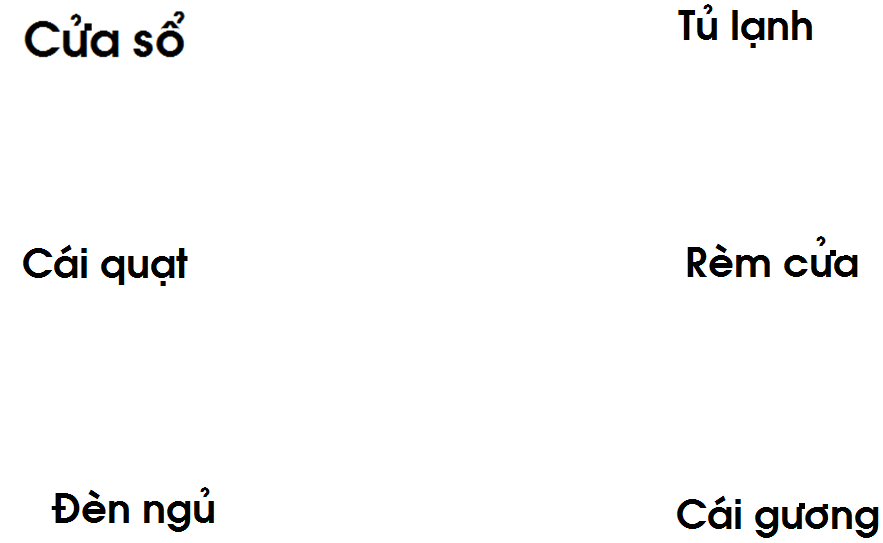 Cửa sổ
Tủ lạnh
Cái quạt
Rèm cửa
Đèn ngủ
Cái gương